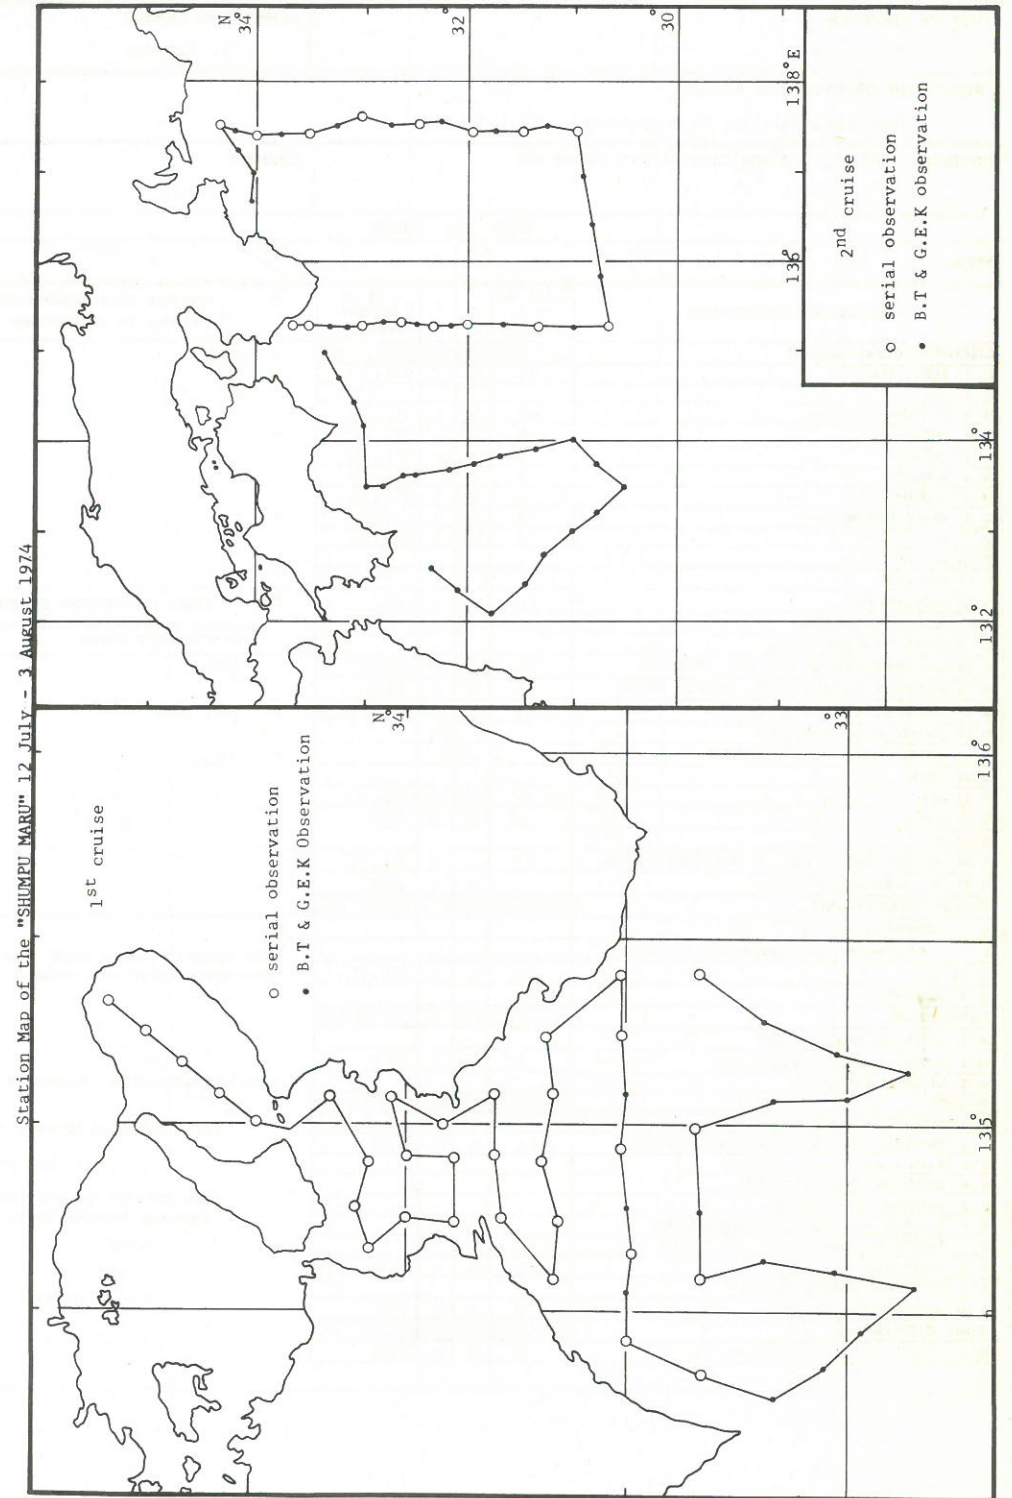 Station Map of the "SHUMPU MARU" 12 July - 3 August 1974
1st cruise
○ serial observation
• B.T & G.E.K Observation
N
34°
33°
135°
136°
2nd cruise
○ serial observation
• B.T & G.E.K observation
N
34°
32°
30°
132°
134°
136°
138°E